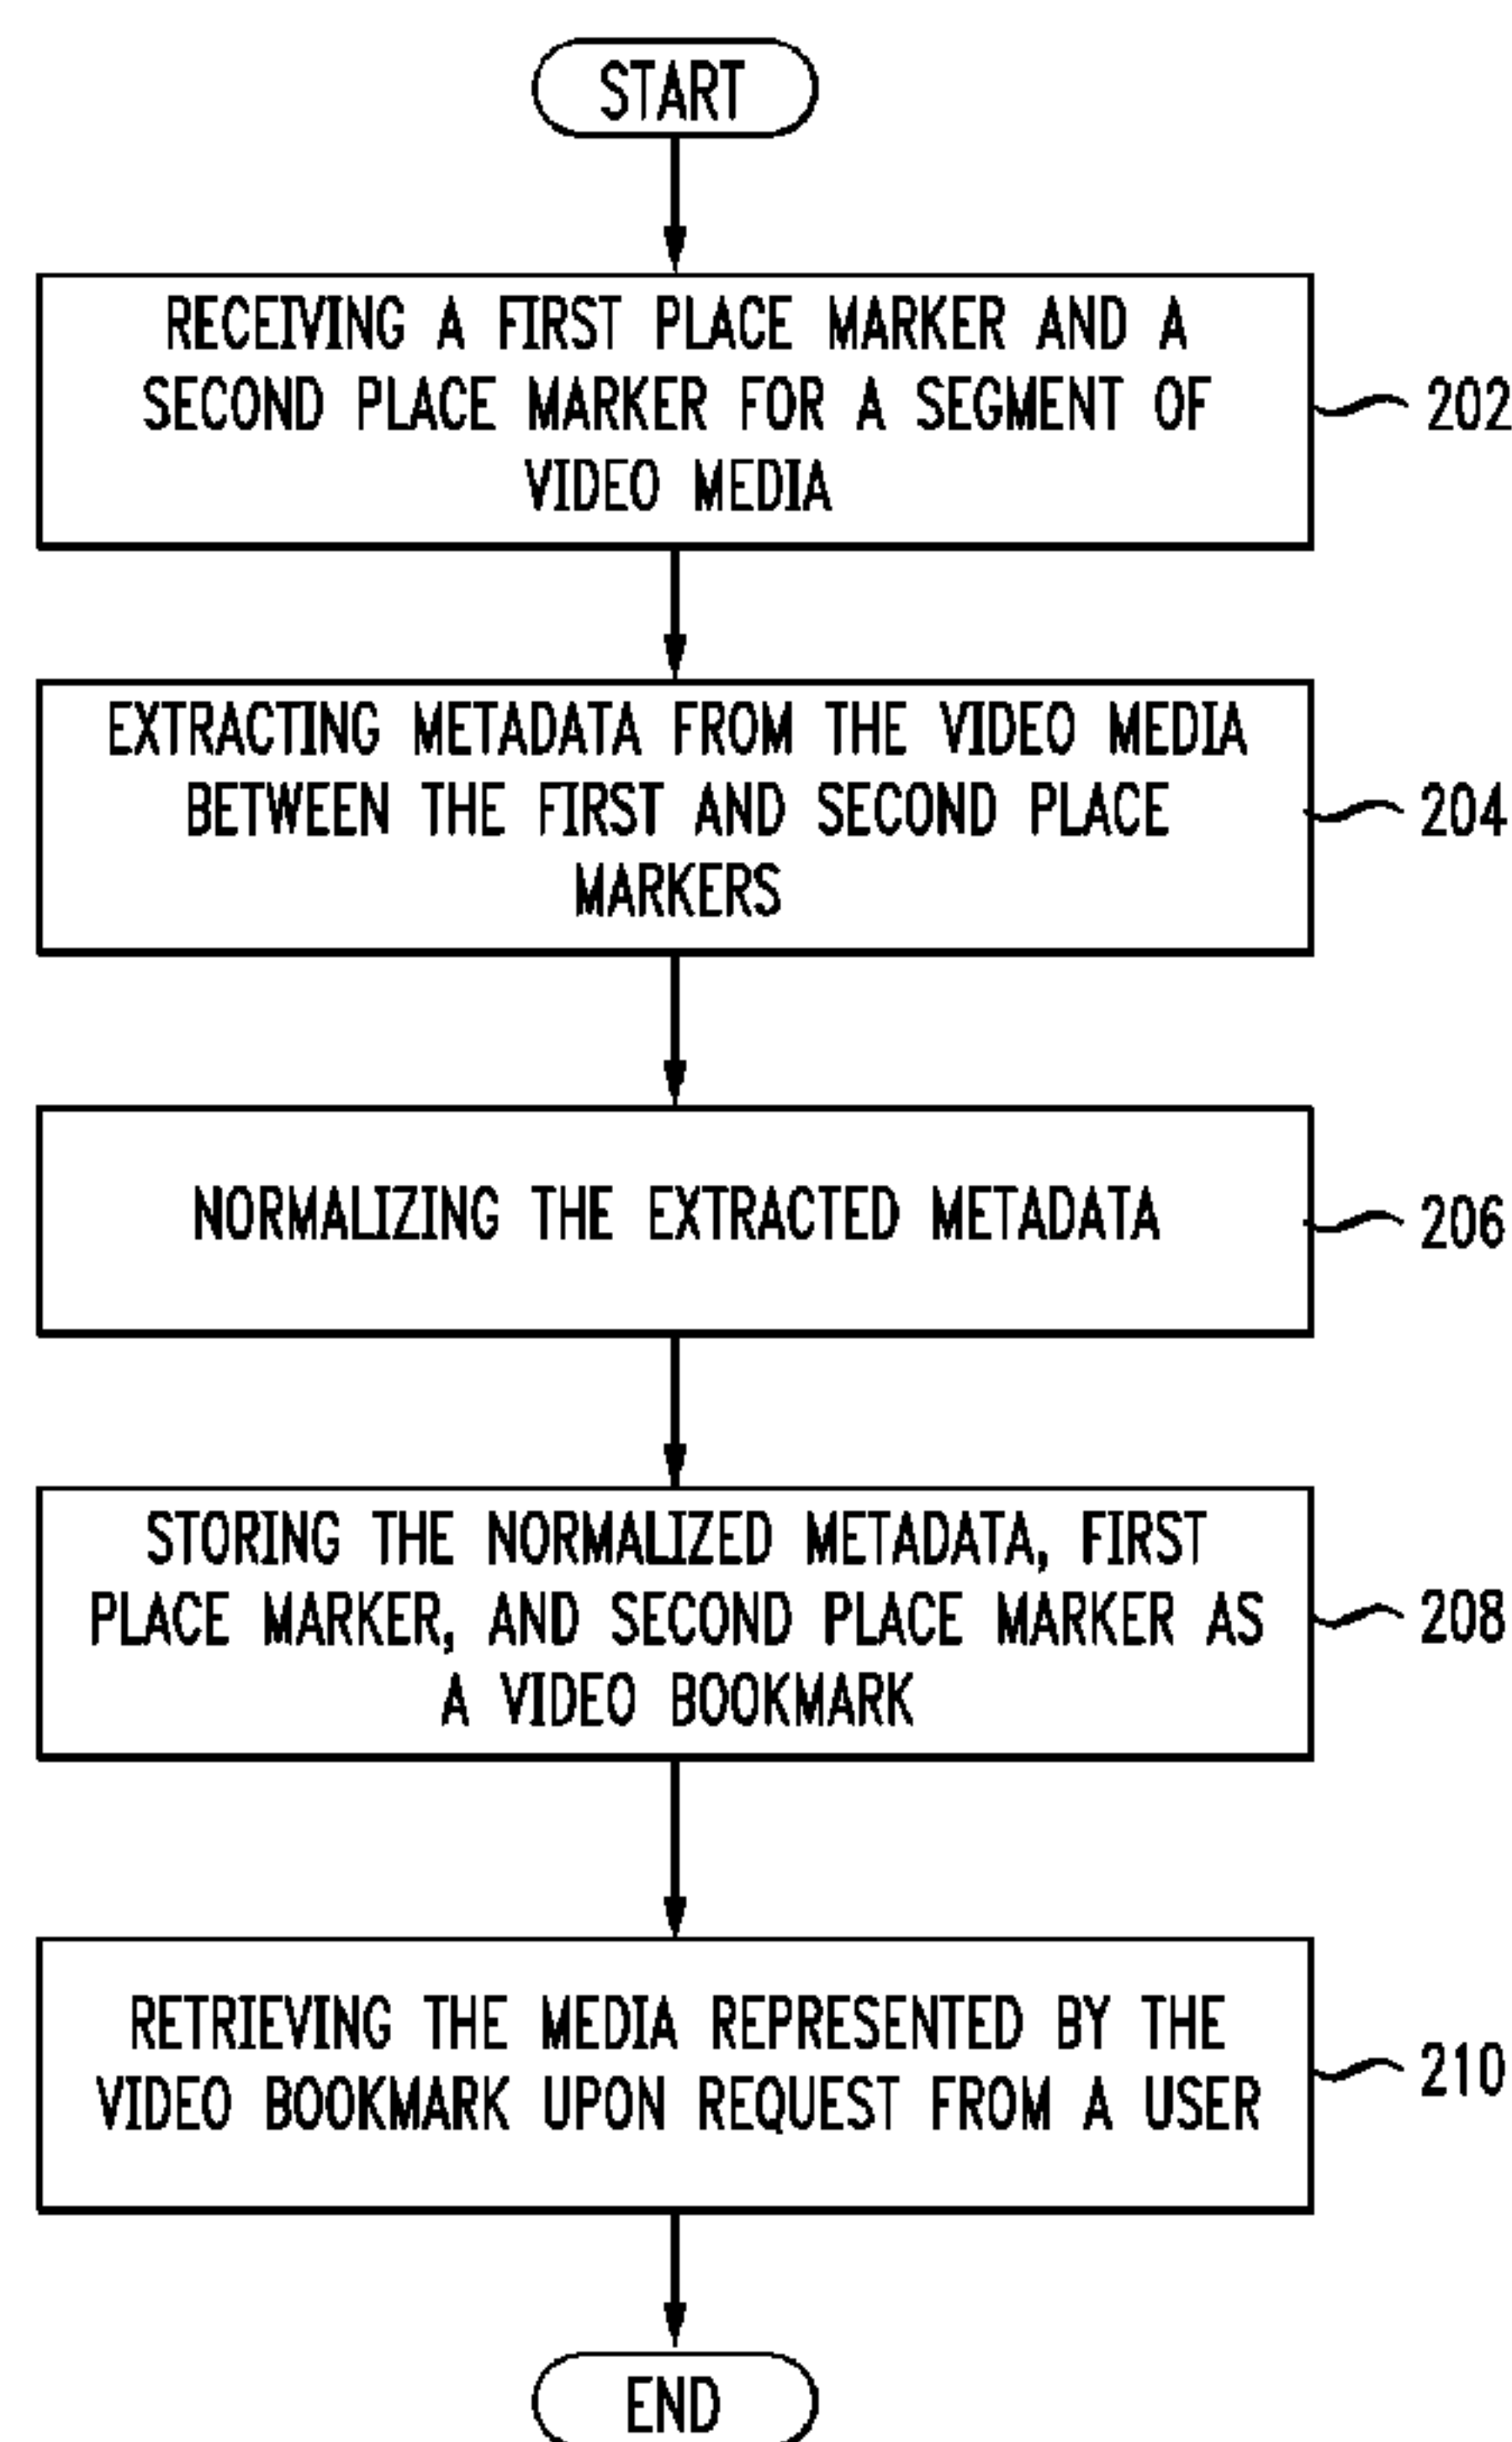 START
RECEIVING A FIRST PLACE MARKER AND A
SECOND PLACE MARKER FOR A SEGMENT OF
VIDEO MEDIA
202
EXTRACTING METADATA FROM THE VIDEO MEDIA
BETWEEN THE FIRST AND SECOND PLACE
MARKERS
204
NORMALIZING THE EXTRACTED METADATA
206
STORING THE NORMALIZED METADATA, FIRST
PLACE MARKER, AND SECOND PLACE MARKER AS
A VIDEO BOOKMARK
208
RETRIEVING THE MEDIA REPRESENTED BY THE
VIDEO BOOKMARK UPON REQUEST FROM A USER
210
END